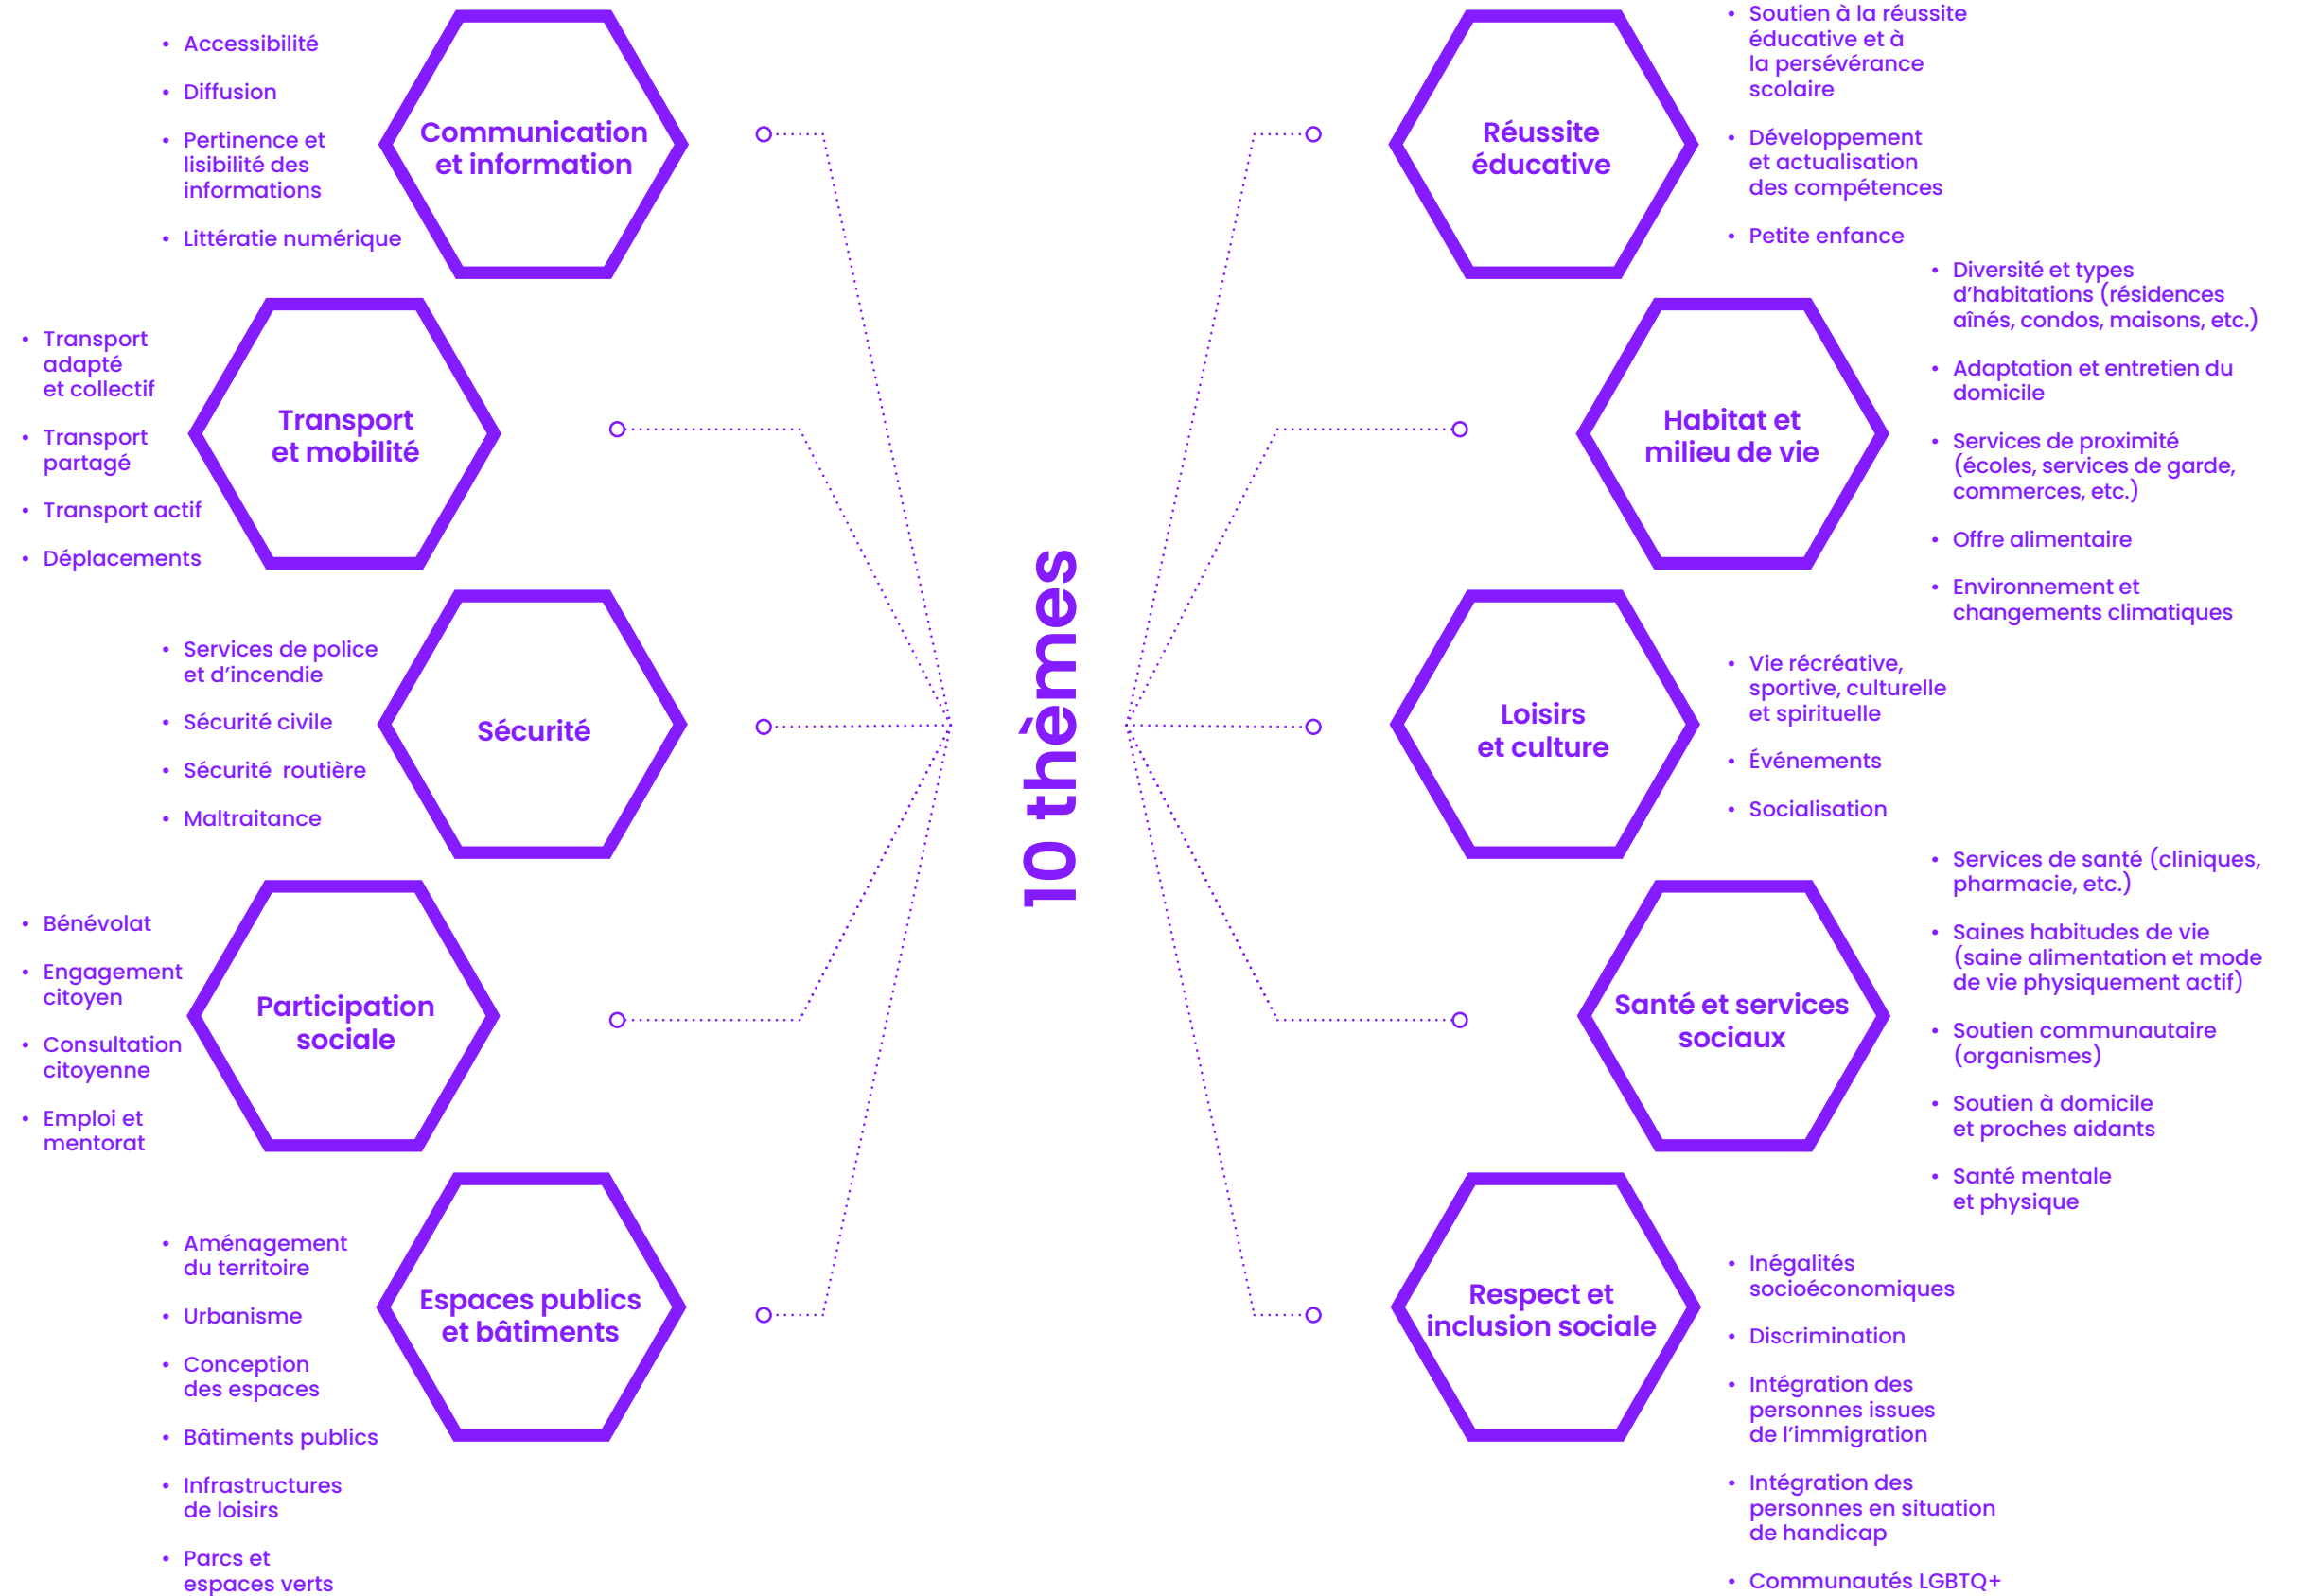 • Accessibilité
• Diffusion
• Pertinence et
lisibilité des
informations
• Littératie numérique
Communication
et information
• Transport
adapté
et collectif
• Transport
partagé
• Transport actif
• Déplacements
Transport
et mobilité
• Services de police
et d’incendie
• Sécurité civile
• Sécurité  routière
• Maltraitance
Sécurité
• Bénévolat
• Engagement
citoyen
• Consultation
citoyenne
• Emploi et
mentorat
Participation
sociale
• Aménagement
du territoire
• Urbanisme
• Conception
des espaces
• Bâtiments publics
• Infrastructures
de loisirs
• Parcs et
espaces verts
Espaces publics
et bâtiments
10 thèmes
Réussite
éducative
• Soutien à la réussite
éducative et à
la persévérance
scolaire
• Développement
et actualisation
des compétences
• Petite enfance
Habitat et
milieu de vie
• Diversité et types
d’habitations (résidences
aînés, condos, maisons, etc.)
• Adaptation et entretien du
domicile
• Services de proximité
(écoles, services de garde,
commerces, etc.)
• Offre alimentaire
• Environnement et
changements climatiques
Loisirs
et culture
• Vie récréative,
sportive, culturelle
et spirituelle
• Événements
• Socialisation
Santé et services
sociaux
• Services de santé (cliniques,
pharmacie, etc.)
• Saines habitudes de vie
(saine alimentation et mode
de vie physiquement actif)
• Soutien communautaire
(organismes)
• Soutien à domicile
et proches aidants
• Santé mentale
et physique
Respect et
inclusion sociale
• Inégalités
socioéconomiques
• Discrimination
• Intégration des
personnes issues
de l’immigration
• Intégration des
personnes en situation
de handicap
• Communautés LGBTQ+